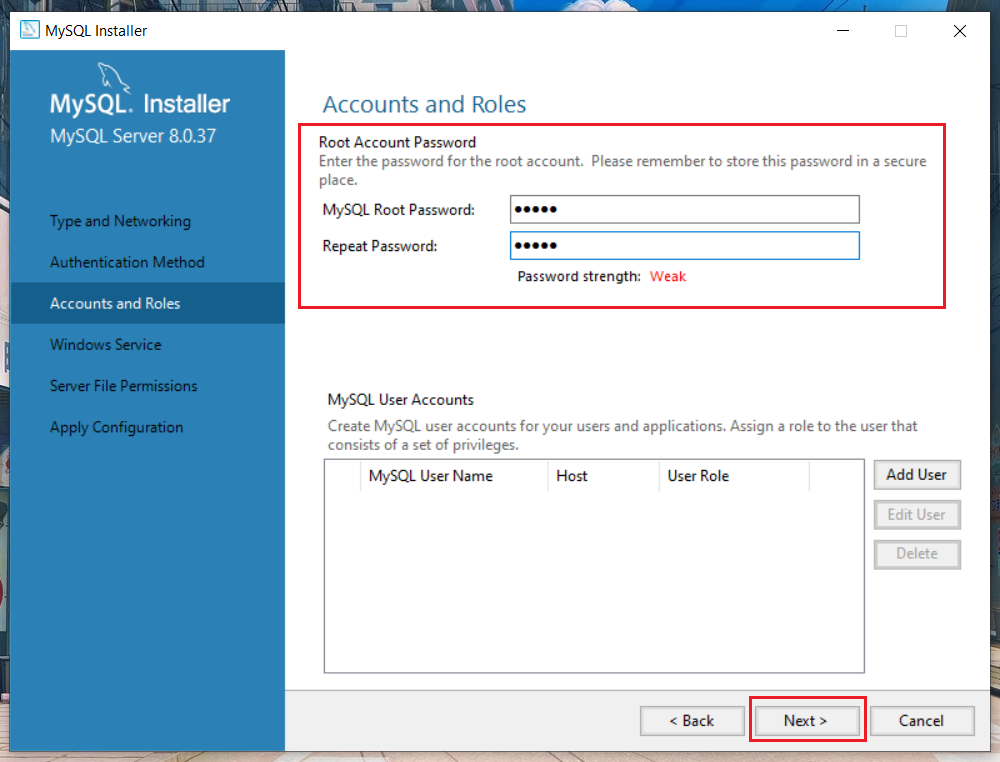 MySQL Installer
MySQL. Installer
MySQL Server 8.0.37
Type and Networking
Authentication Method
Accounts and Roles
Windows Service
Server File Permissions
Apply Configuration
Accounts and Roles
Root Account Password
Enter the password for the root account.  Please remember to store this password in a secure
place.
MySQL Root Password: •••••
Repeat Password: •••••
Password strength: Weak
MySQL User Accounts
Create MySQL user accounts for your users and applications. Assign a role to the user that
consists of a set of privileges.
MySQL User Name Host User Role
Add User
Edit User
Delete
< Back Next > Cancel